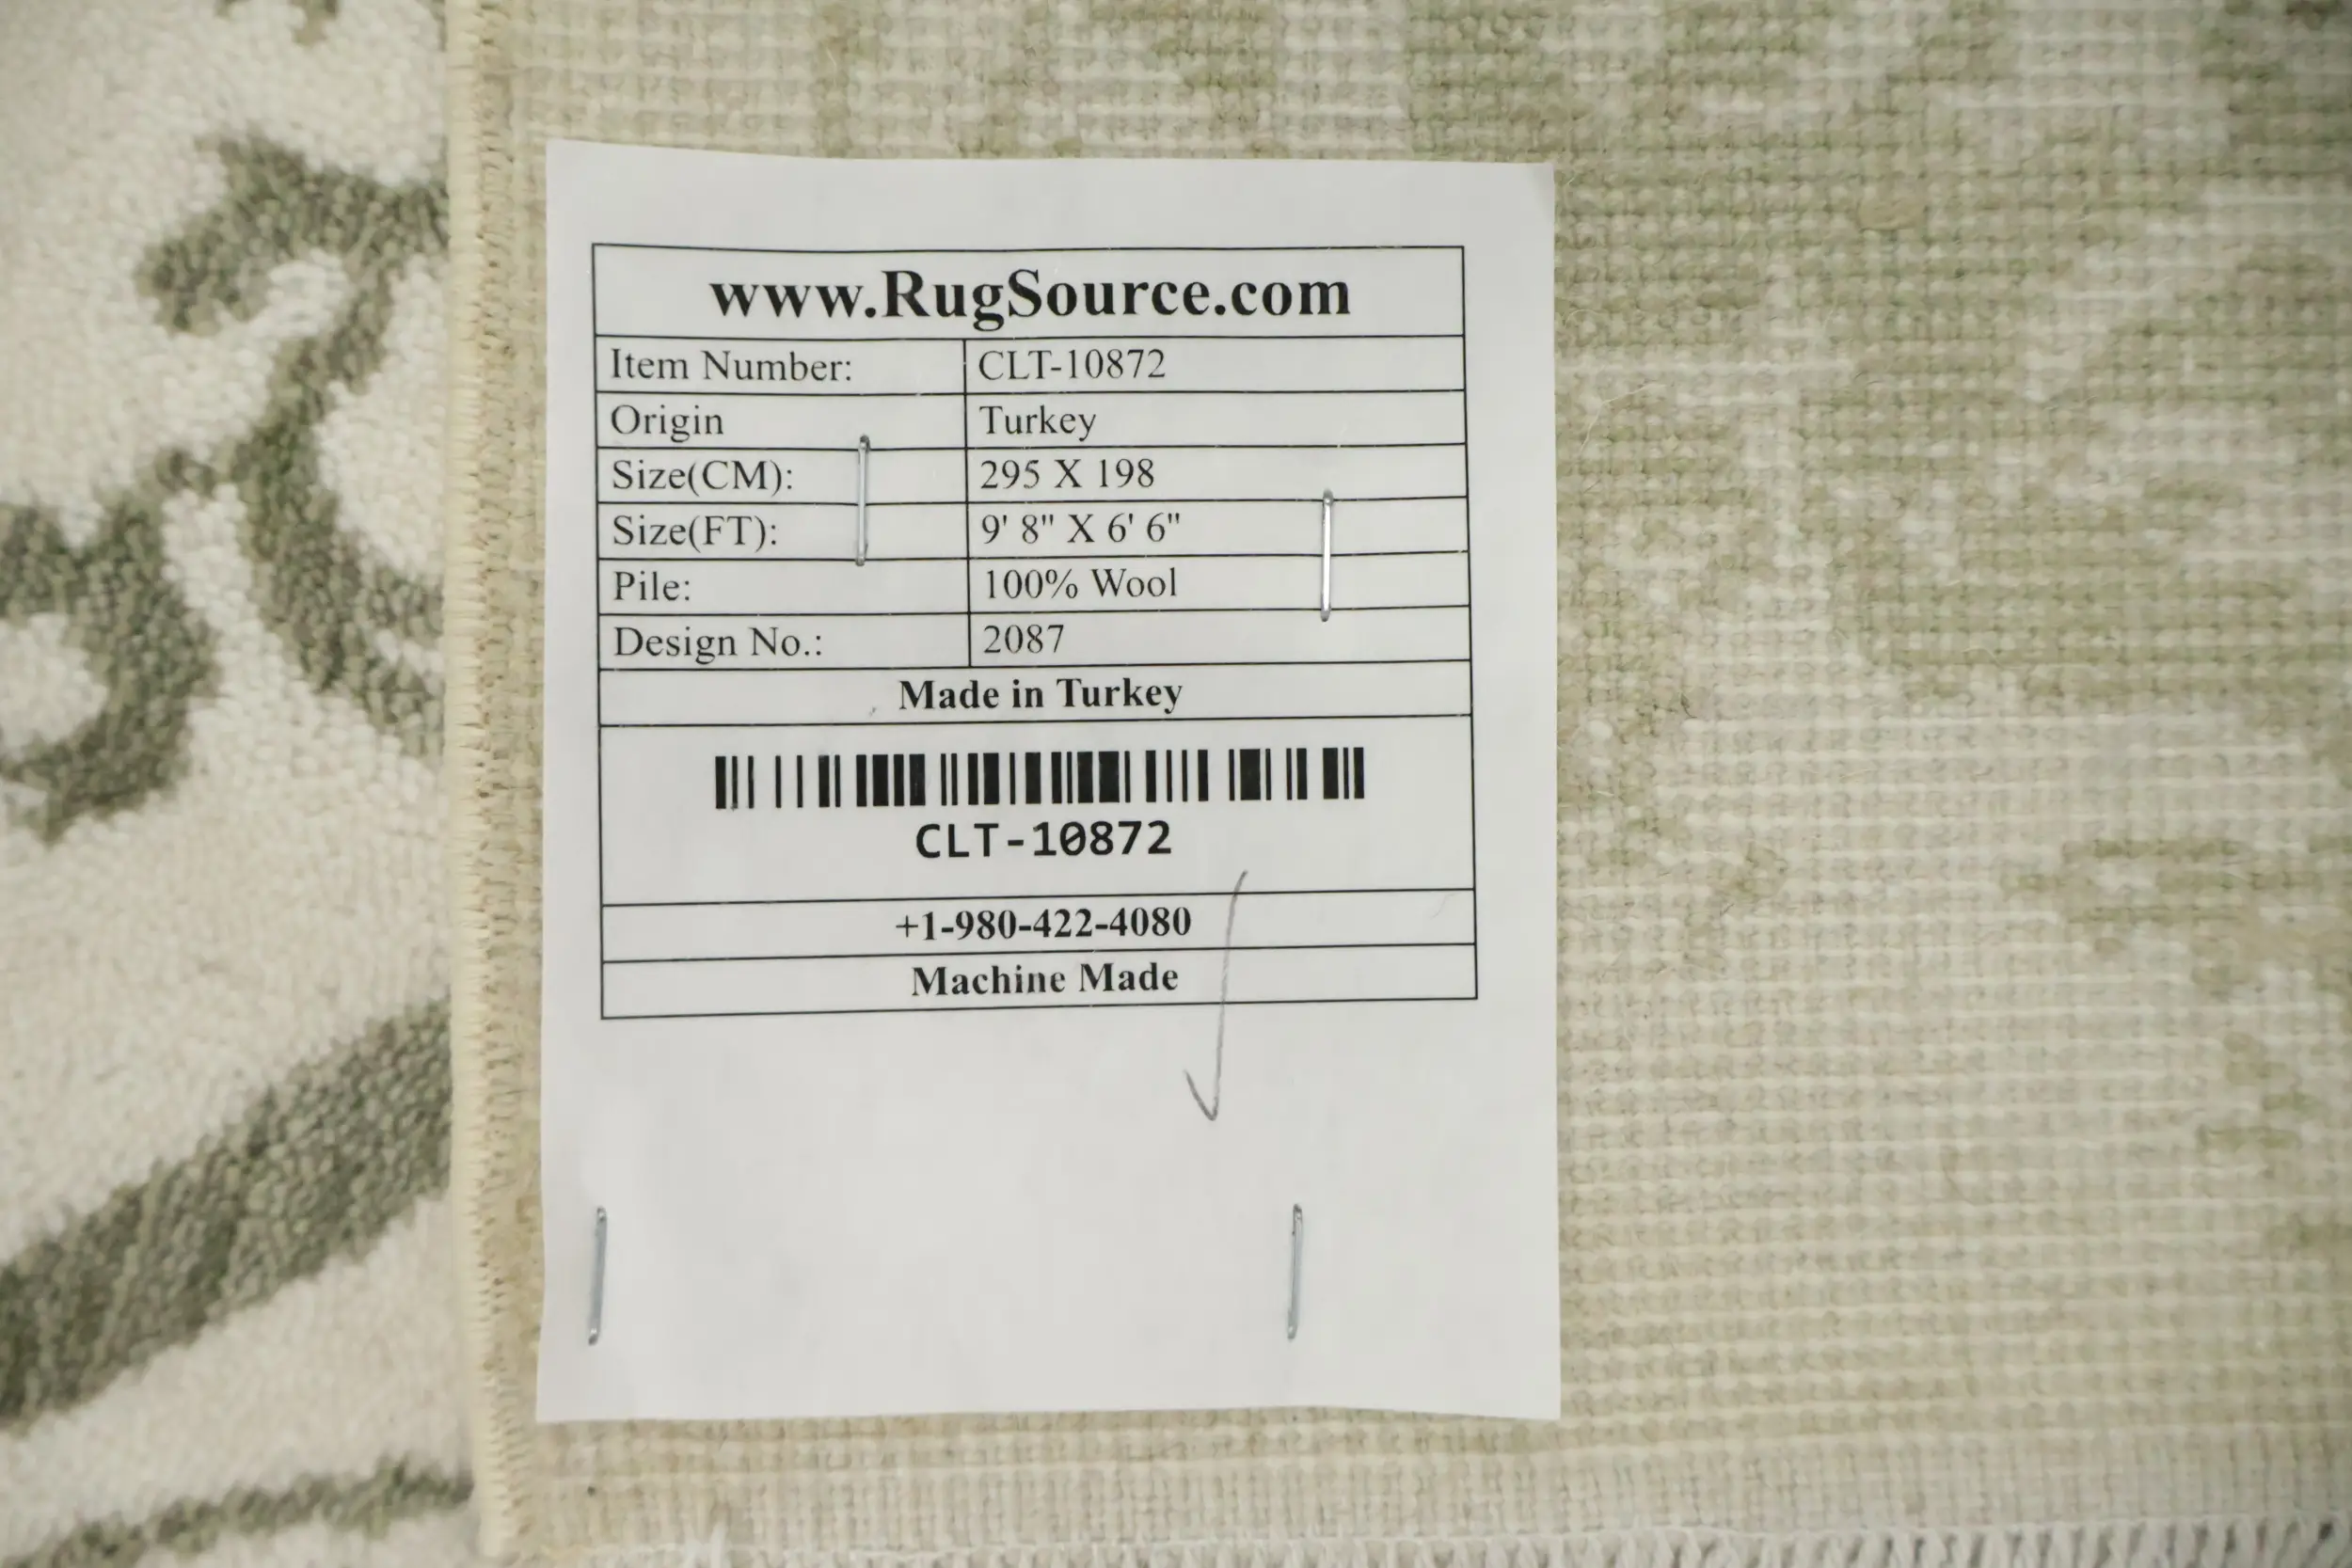 www.RugSource.com
Item Number: CLT-10872
Origin Turkey
Size(CM): 295 X 198
Size(FT): 9' 8" X 6' 6"
Pile: 100% Wool
Design No.: 2087
Made in Turkey
CLT-10872
+1-980-422-4080
Machine Made